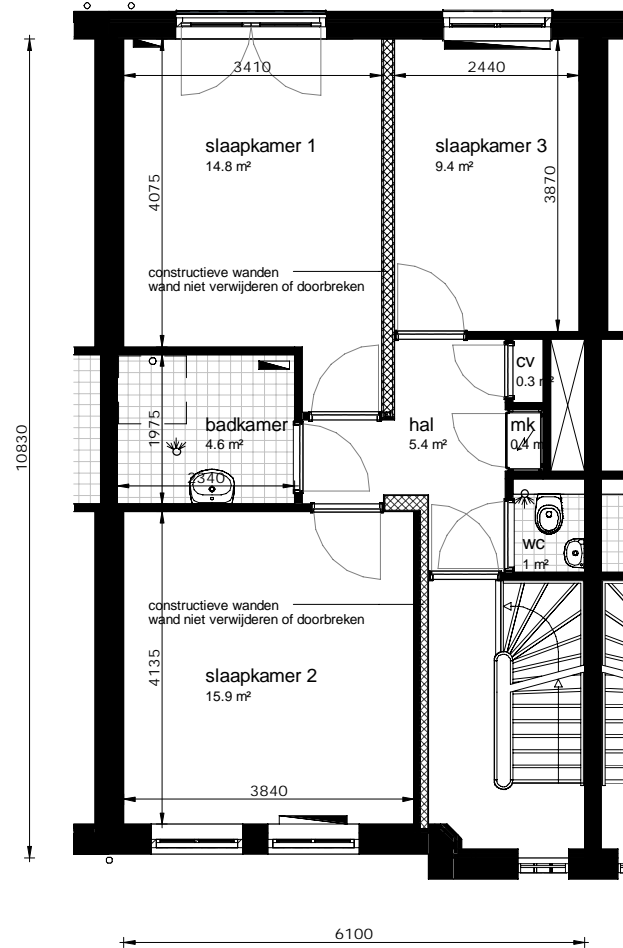 3410
2440
slaapkamer 1
14.8 m²
slaapkamer 3
9.4 m²
4075
3870
constructieve wanden
wand niet verwijderen of doorbreken
cv
0.3 m²
badkamer
4.6 m²
hal
5.4 m²
mk
0.4 m
1975
10830
2340
wc
1 m²
constructieve wanden
wand niet verwijderen of doorbreken
4135
slaapkamer 2
15.9 m²
3840
6100